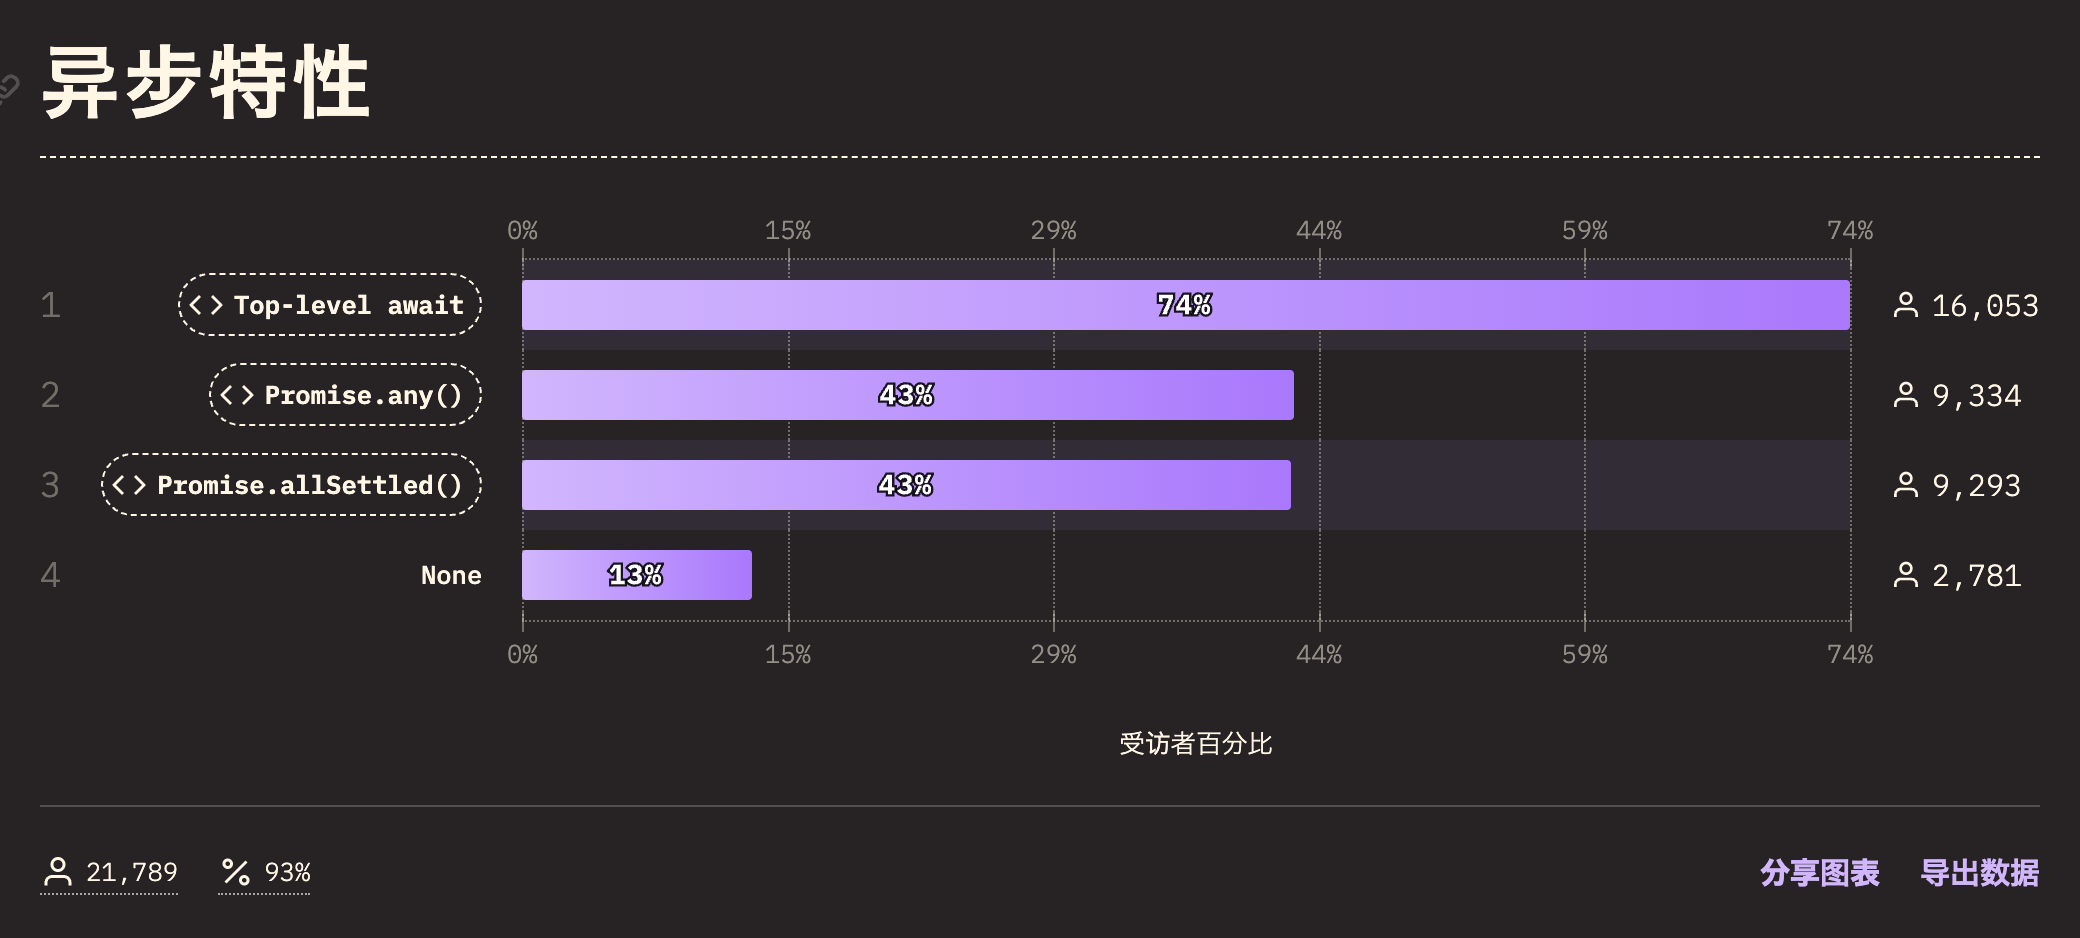 异步特性
0% 15% 29% 44% 59% 74%
1 <> Top-level await 74% 16,053
2 <> Promise.any() 43% 9,334
3 <> Promise.allSettled() 43% 9,293
4 None 13% 2,781
0% 15% 29% 44% 59% 74%
受访者百分比
21,789 % 93% 分享图表 导出数据